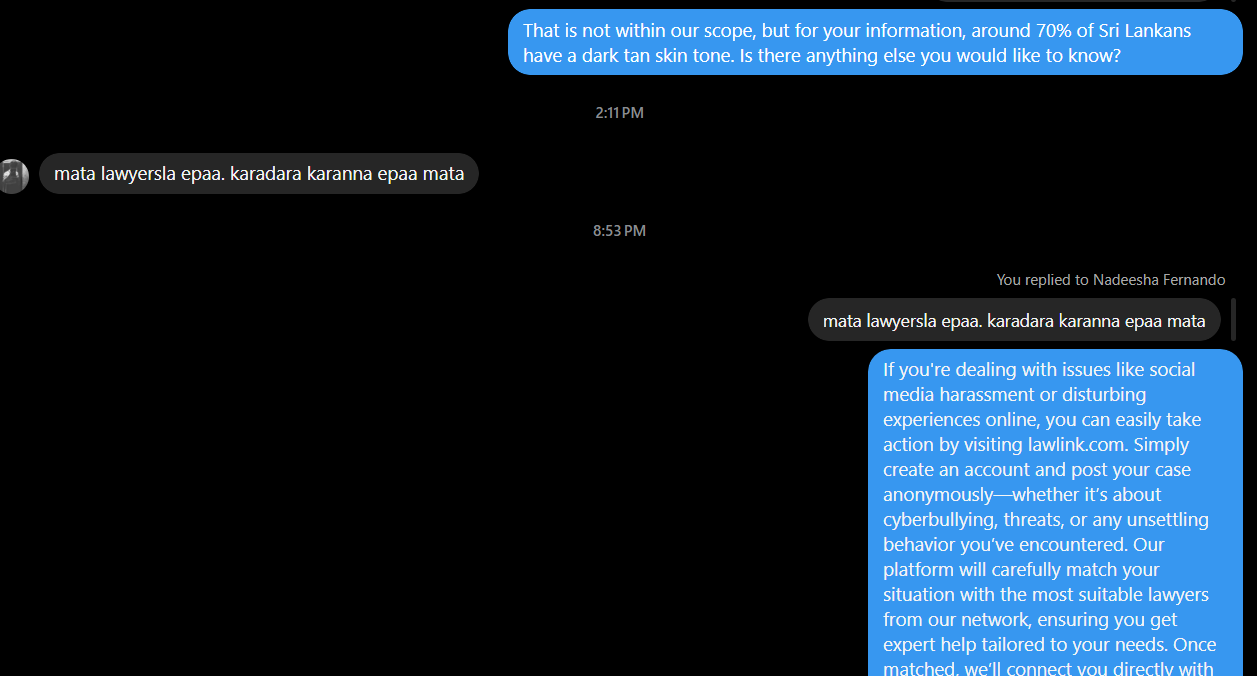 That is not within our scope, but for your information, around 70% of Sri Lankans
have a dark tan skin tone. Is there anything else you would like to know?
2:11 PM
mata lawyersla epaa. karadara karanna epaa mata
8:53 PM
You replied to Nadeesha Fernando
mata lawyersla epaa. karadara karanna epaa mata
If you're dealing with issues like social
media harassment or disturbing
experiences online, you can easily take
action by visiting lawlink.com. Simply
create an account and post your case
anonymously—whether it's about
cyberbullying, threats, or any unsettling
behavior you've encountered. Our
platform will carefully match your
situation with the most suitable lawyers
from our network, ensuring you get
expert help tailored to your needs. Once
matched, we'll connect you directly with